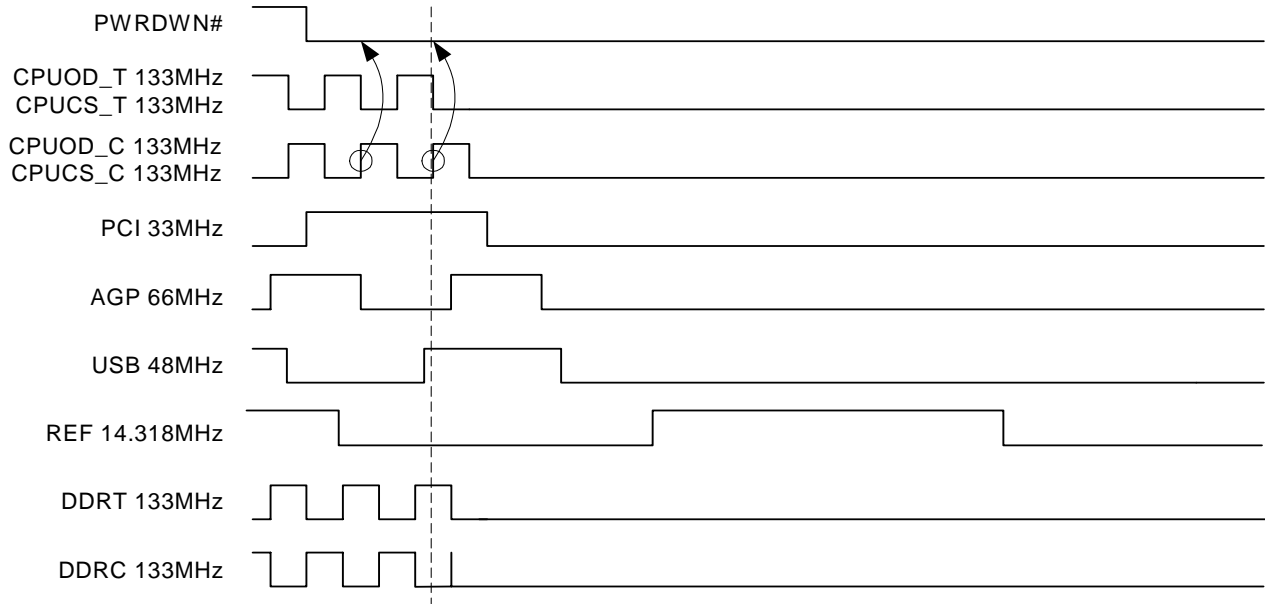 PWRDWN#
CPUOD_T 133MHz
CPUCS_T 133MHz
CPUOD_C 133MHz
CPUCS_C 133MHz
PCI 33MHz
AGP 66MHz
USB 48MHz
REF 14.318MHz
DDRT 133MHz
DDRC 133MHz